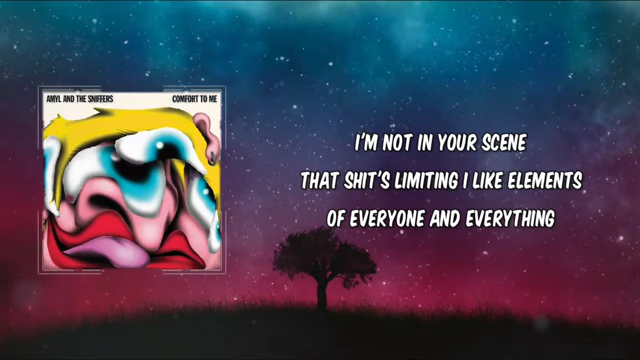 AMYL AND THE SNIFFERS COMFORT TO ME
I'M NOT IN YOUR SCENE
THAT SHIT'S LIMITING I LIKE ELEMENTS
OF EVERYONE AND EVERYTHING